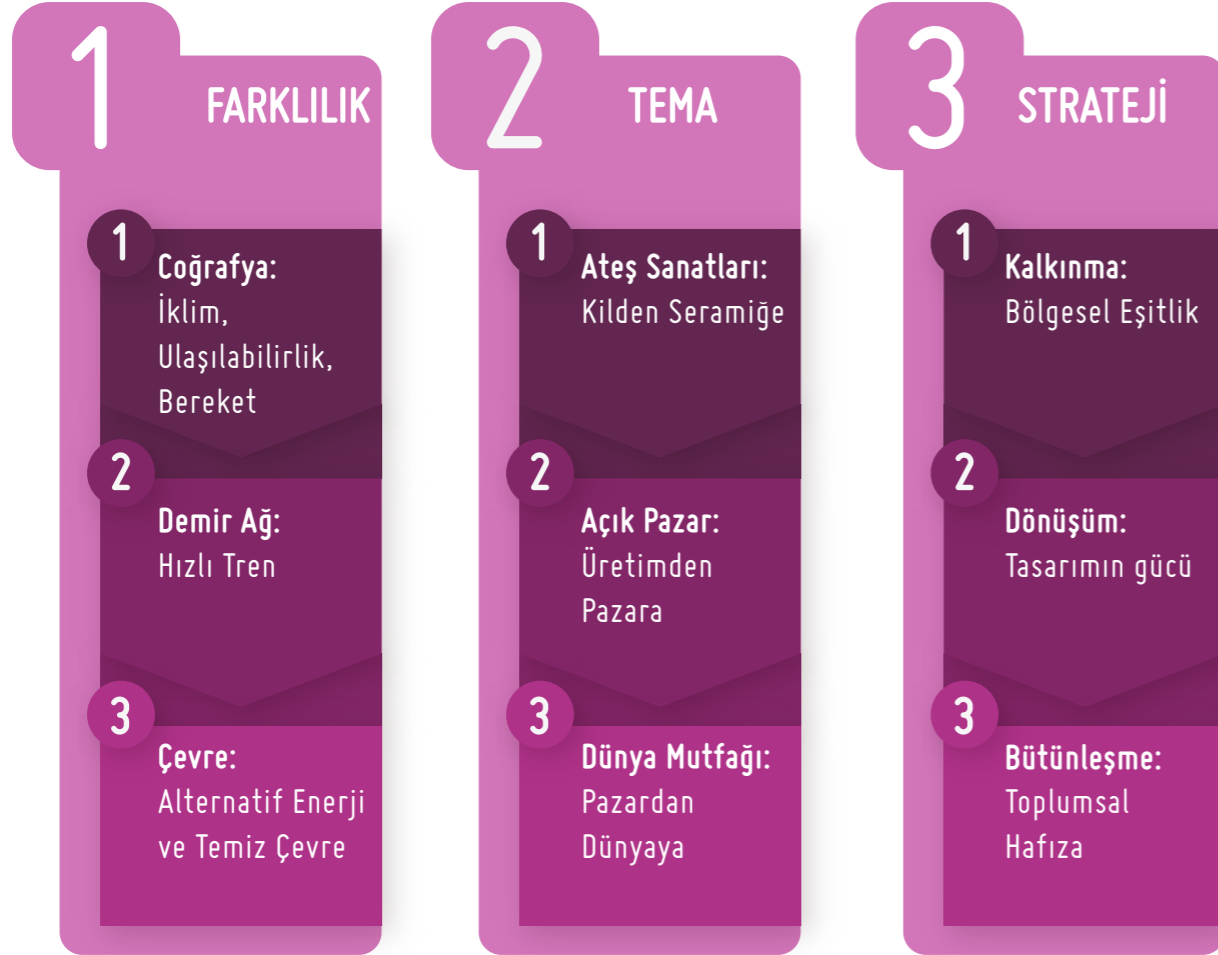 1
FARKLILIK
1
Coğrafya:
İklim,
Ulaşılabilirlik,
Bereket
2
Demir Ağ:
Hızlı Tren
3
Çevre:
Alternatif Enerji
ve Temiz Çevre
2
TEMA
1
Ateş Sanatları:
Kilden Seramiğe
2
Açık Pazar:
Üretimden
Pazara
3
Dünya Mutfağı:
Pazardan
Dünyaya
3
STRATEJİ
1
Kalkınma:
Bölgesel Eşitlik
2
Dönüşüm:
Tasarımın gücü
3
Bütünleşme:
Toplumsal
Hafıza